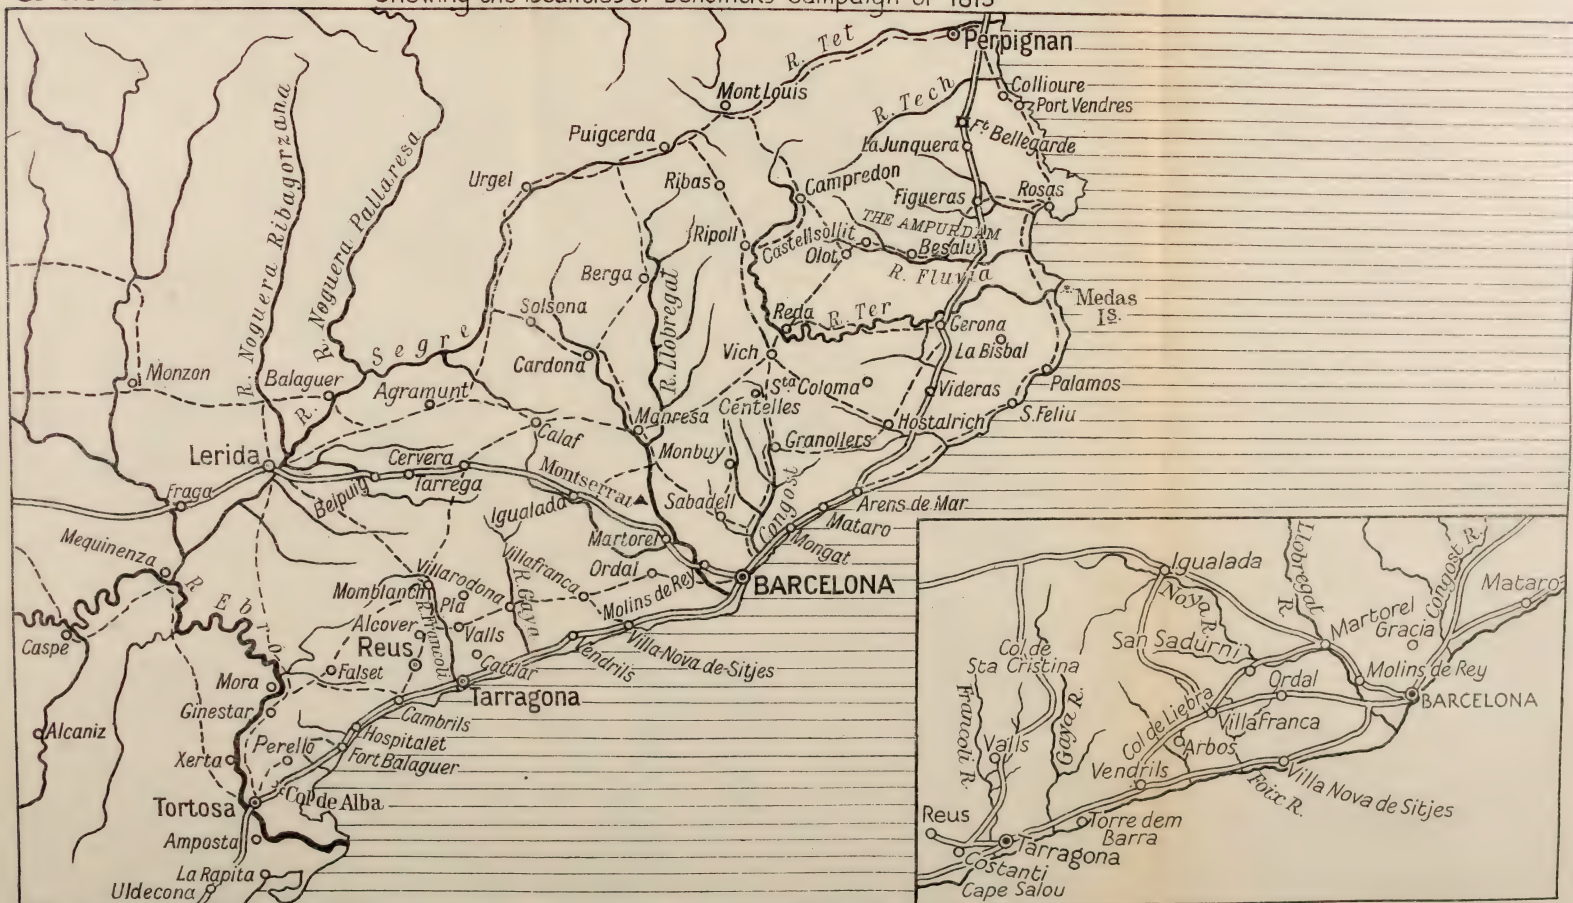 Showing the localities of Bentinck's Campaign of 1813
R. Tet
Perpignan
Mont Louis
R. Tech
Collioure
Port Vendres
Puigcerda
La Junquera
Ft. Bellegarde
Urgel
Ribas
Campredon
Figueras
Rosas
R. Noguera Ribagorzana
R. Noguera Pallaresa
THE AMPURDAM
Ripoll
Castellsollit
Olot
Besalu
R. Fluvia
Berga
R. Llobregat
Medas
Is.
Solsona
Reda
R. Ter
Gerona
La Bisbal
R. Segre
Cardona
Vich
Monzon
Balaguer
Agramunt
Sta Coloma
Videras
Palamos
Centelles
Hostalrich
S. Feliu
Manresa
Calaf
Granollers
Monbuy
Lerida
Cervera
Tarrega
Belpuig
Montserrat
Igualada
Sabadell
Congost
Arens de Mar
Mataro
Mongat
Fraga
Martorel
Mequinenza
R. Ebro
Villafranca
Ordal
Molins de Rey
BARCELONA
Momblanch
Villarodona
Pla
R. Gaya
R. Francoli
Alcover
Valls
Caspe
Reus
Villa Nova de Sitjes
Vendrils
Cattlar
Falset
Mora
Tarragona
Ginestar
Cambrils
Hospitalet
Alcaniz
Xerta
Perello
Fort Balaguer
Tortosa
Col de Alba
Amposta
La Rapita
Uldecona
Igualada
Llobregat R.
Congost R.
Noya R.
Mataro
Martorel
Gracia
San Sadurni
Col de
Sta Cristina
Molins de Rey
Ordal
BARCELONA
Francoli R.
Gaya R.
Col de Liebra
Villafranca
Arbos
Valls
Vendrils
Foix R.
Villa Nova de Sitjes
Reus
Torre dem
Barra
Tarragona
Costanti
Cape Salou